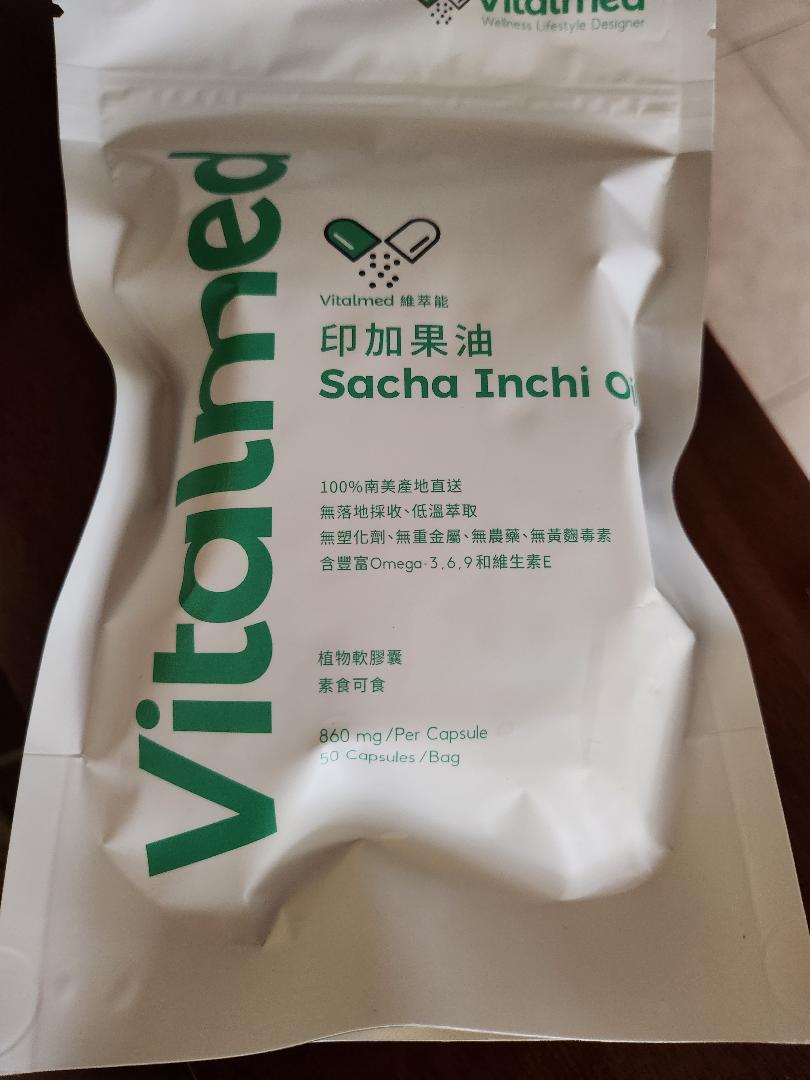 Vitalmed
Wellness Lifestyle Designer
Vitalmed
Vitalmed 維萃能
印加果油
Sacha Inchi Oil
100%南美產地直送
無落地採收、低溫萃取
無塑化劑、無重金屬、無農藥、無黃麴毒素
含豐富Omega-3,6,9和維生素E
植物軟膠囊
素食可食
860 mg/Per Capsule
50 Capsules/Bag